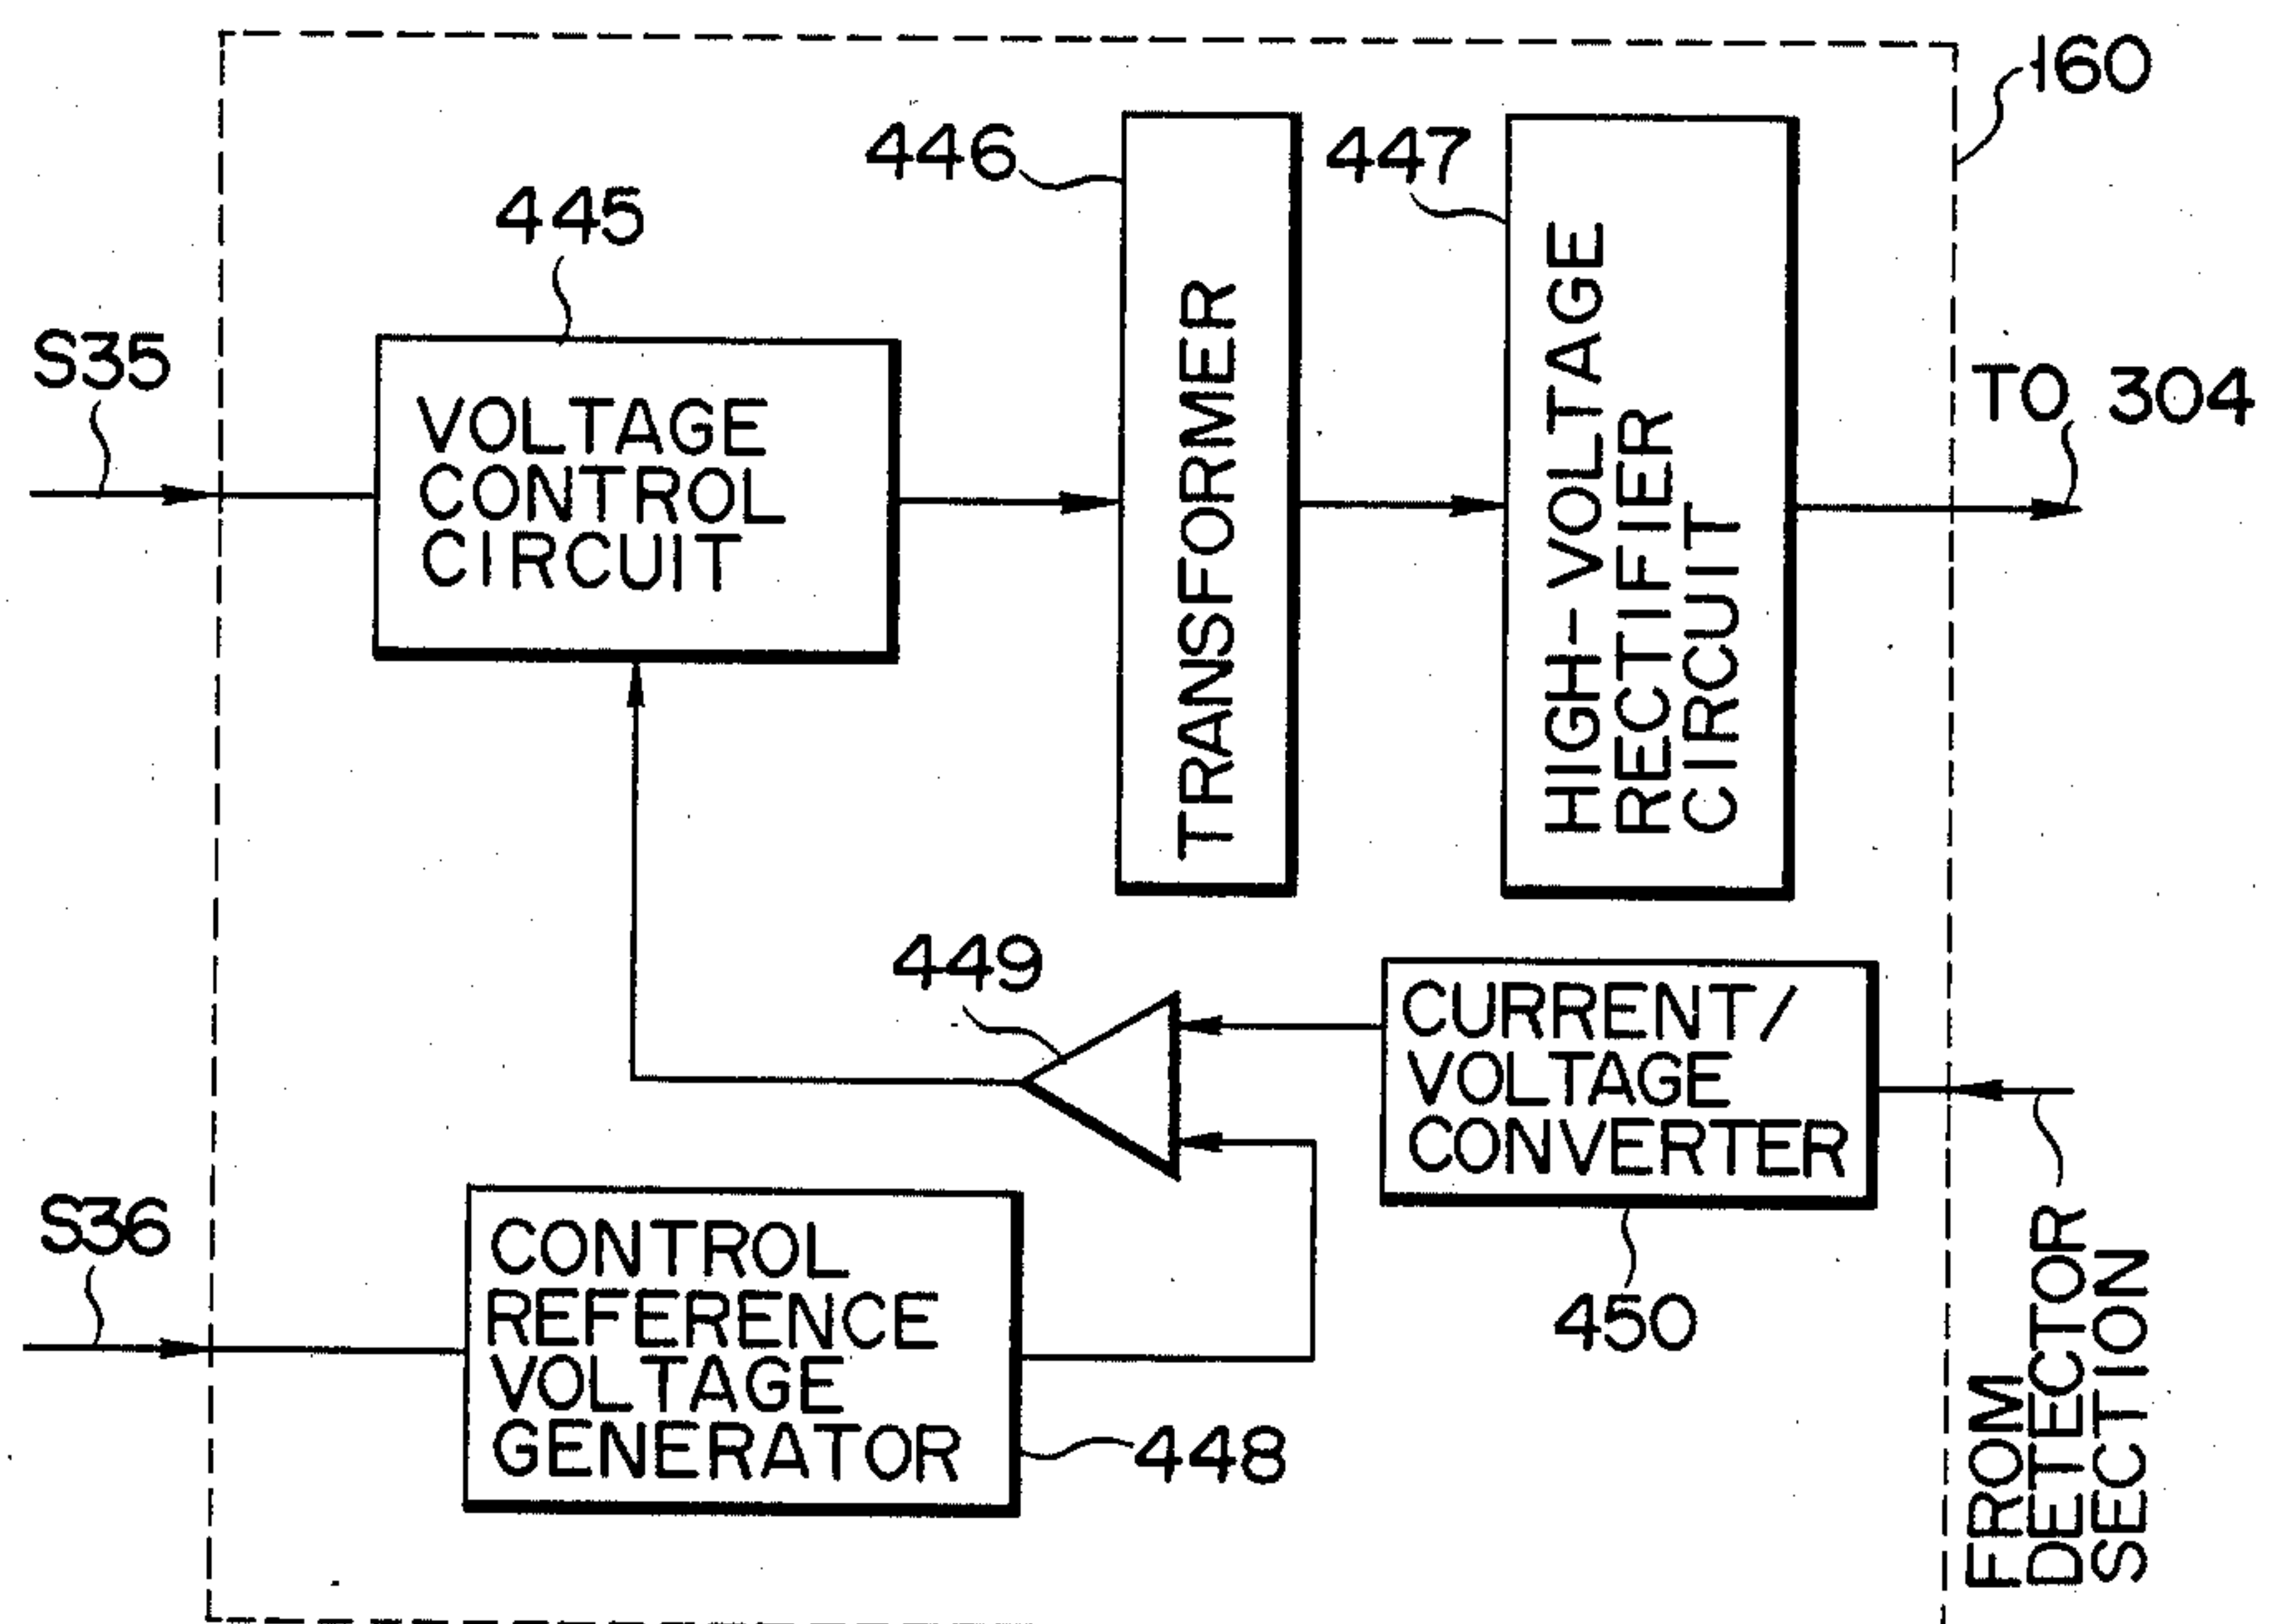 160
446
447
445
S35
TO 304
VOLTAGE
CONTROL
CIRCUIT
TRANSFORMER
HIGH-VOLTAGE
RECTIFIER
CIRCUIT
449
CURRENT/
VOLTAGE
CONVERTER
450
S36
CONTROL
REFERENCE
VOLTAGE
GENERATOR
448
FROM
DETECTOR
SECTION